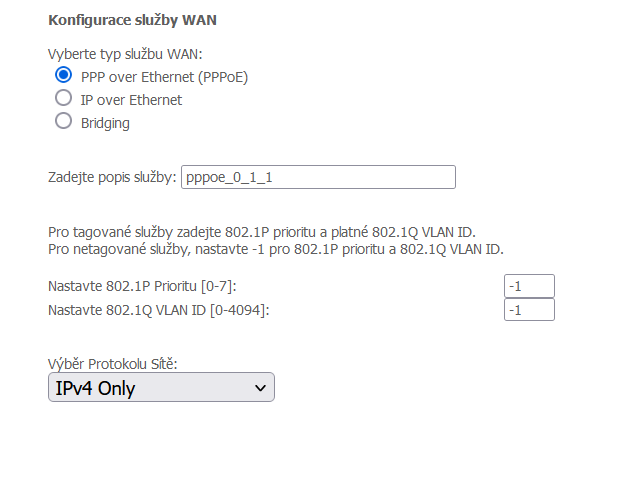 Konfigurace služby WAN
Vyberte typ službu WAN:
PPP over Ethernet (PPPoE)
IP over Ethernet
Bridging
Zadejte popis služby: pppoe_0_1_1
Pro tagované služby zadejte 802.1P prioritu a platné 802.1Q VLAN ID.
Pro netagované služby, nastavte -1 pro 802.1P prioritu a 802.1Q VLAN ID.
Nastavte 802.1P Prioritu [0-7]: -1
Nastavte 802.1Q VLAN ID [0-4094]: -1
Výběr Protokolu Sítě:
IPv4 Only